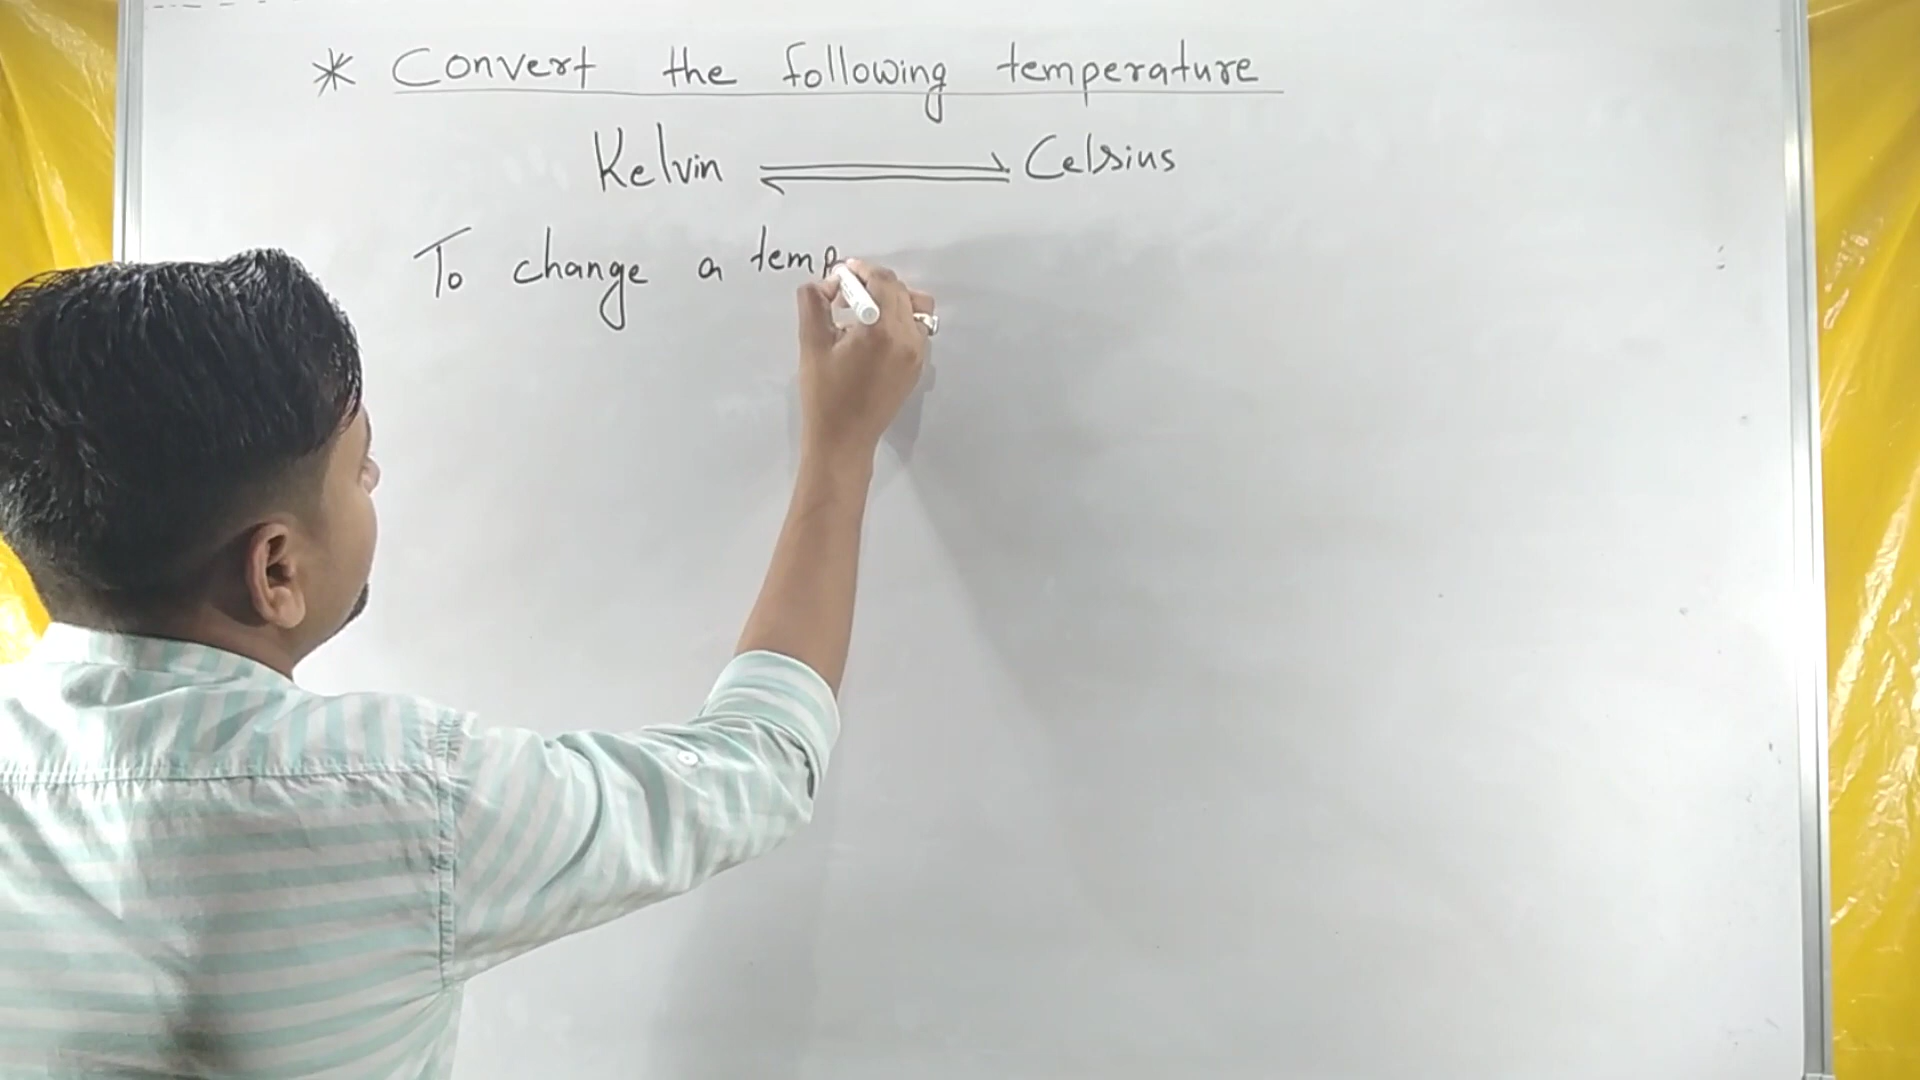 * Convert the following temperature
Kelvin ⇌ Celsius
To change a temp